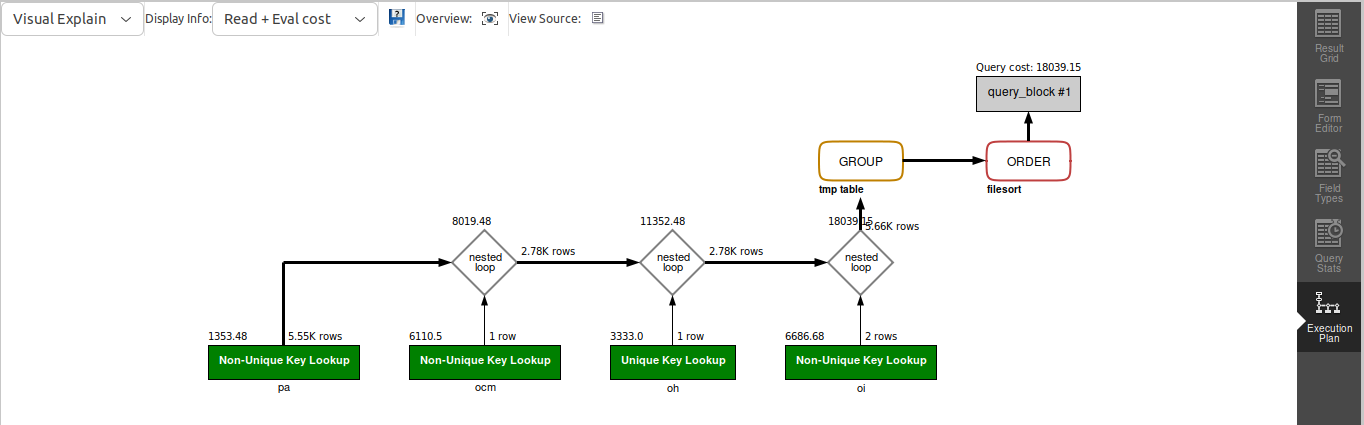 Visual Explain
Display Info:
Read + Eval cost
Overview:
View Source:
Result
Grid
Form
Editor
Field
Types
Query
Stats
Execution
Plan
Query cost: 18039.15
query_block #1
GROUP
ORDER
tmp table
filesort
8019.48
11352.48
18039.15
3.66K rows
nested
loop
2.78K rows
nested
loop
2.78K rows
nested
loop
1353.48
5.55K rows
6110.5
1 row
3333.0
1 row
6686.68
2 rows
Non-Unique Key Lookup
Non-Unique Key Lookup
Unique Key Lookup
Non-Unique Key Lookup
pa
ocm
oh
oi